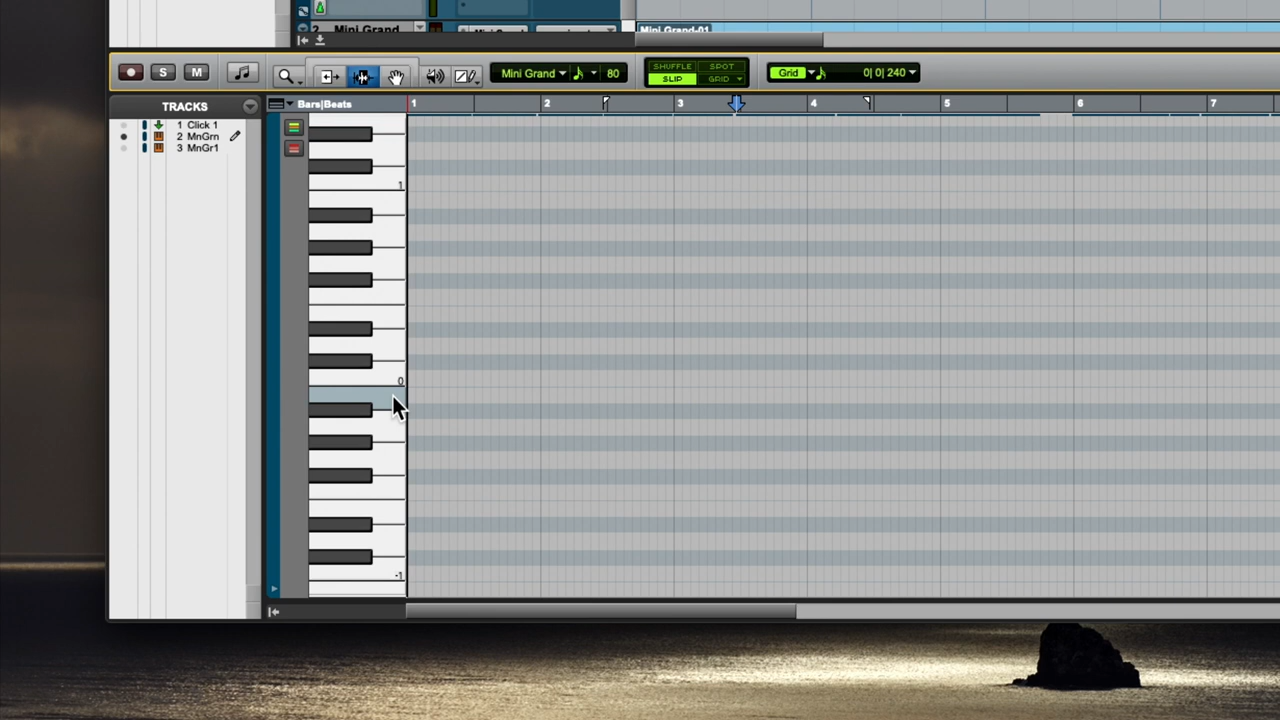 2 Mini Grand
Mini Grand-01
S M Mini Grand 80 SHUFFLE SPOT SLIP GRID Grid 0| 0| 240
TRACKS
Bars|Beats 1 2 3 4 5 6 7
1 Click 1
2 MnGrn
3 MnGr1
1
0
-1